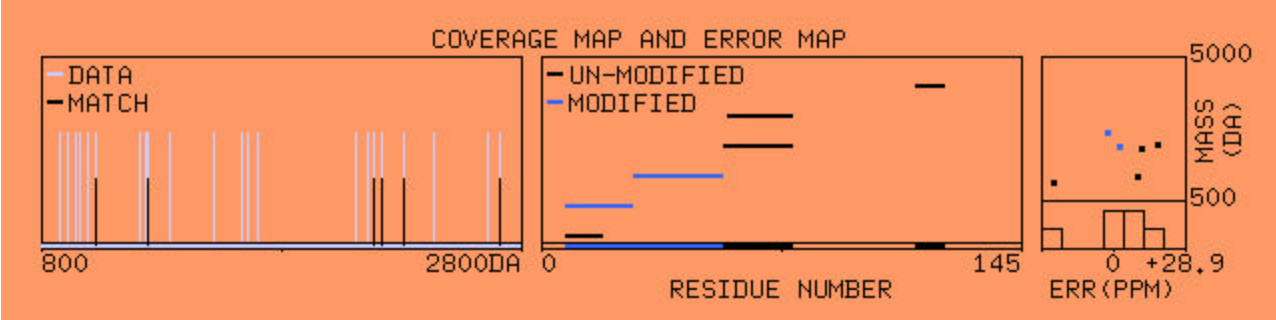 COVERAGE MAP AND ERROR MAP
DATA
MATCH
800
2800DA
UN-MODIFIED
MODIFIED
0
145
RESIDUE NUMBER
5000
500
MASS
(DA)
0
+28.9
ERR(PPM)